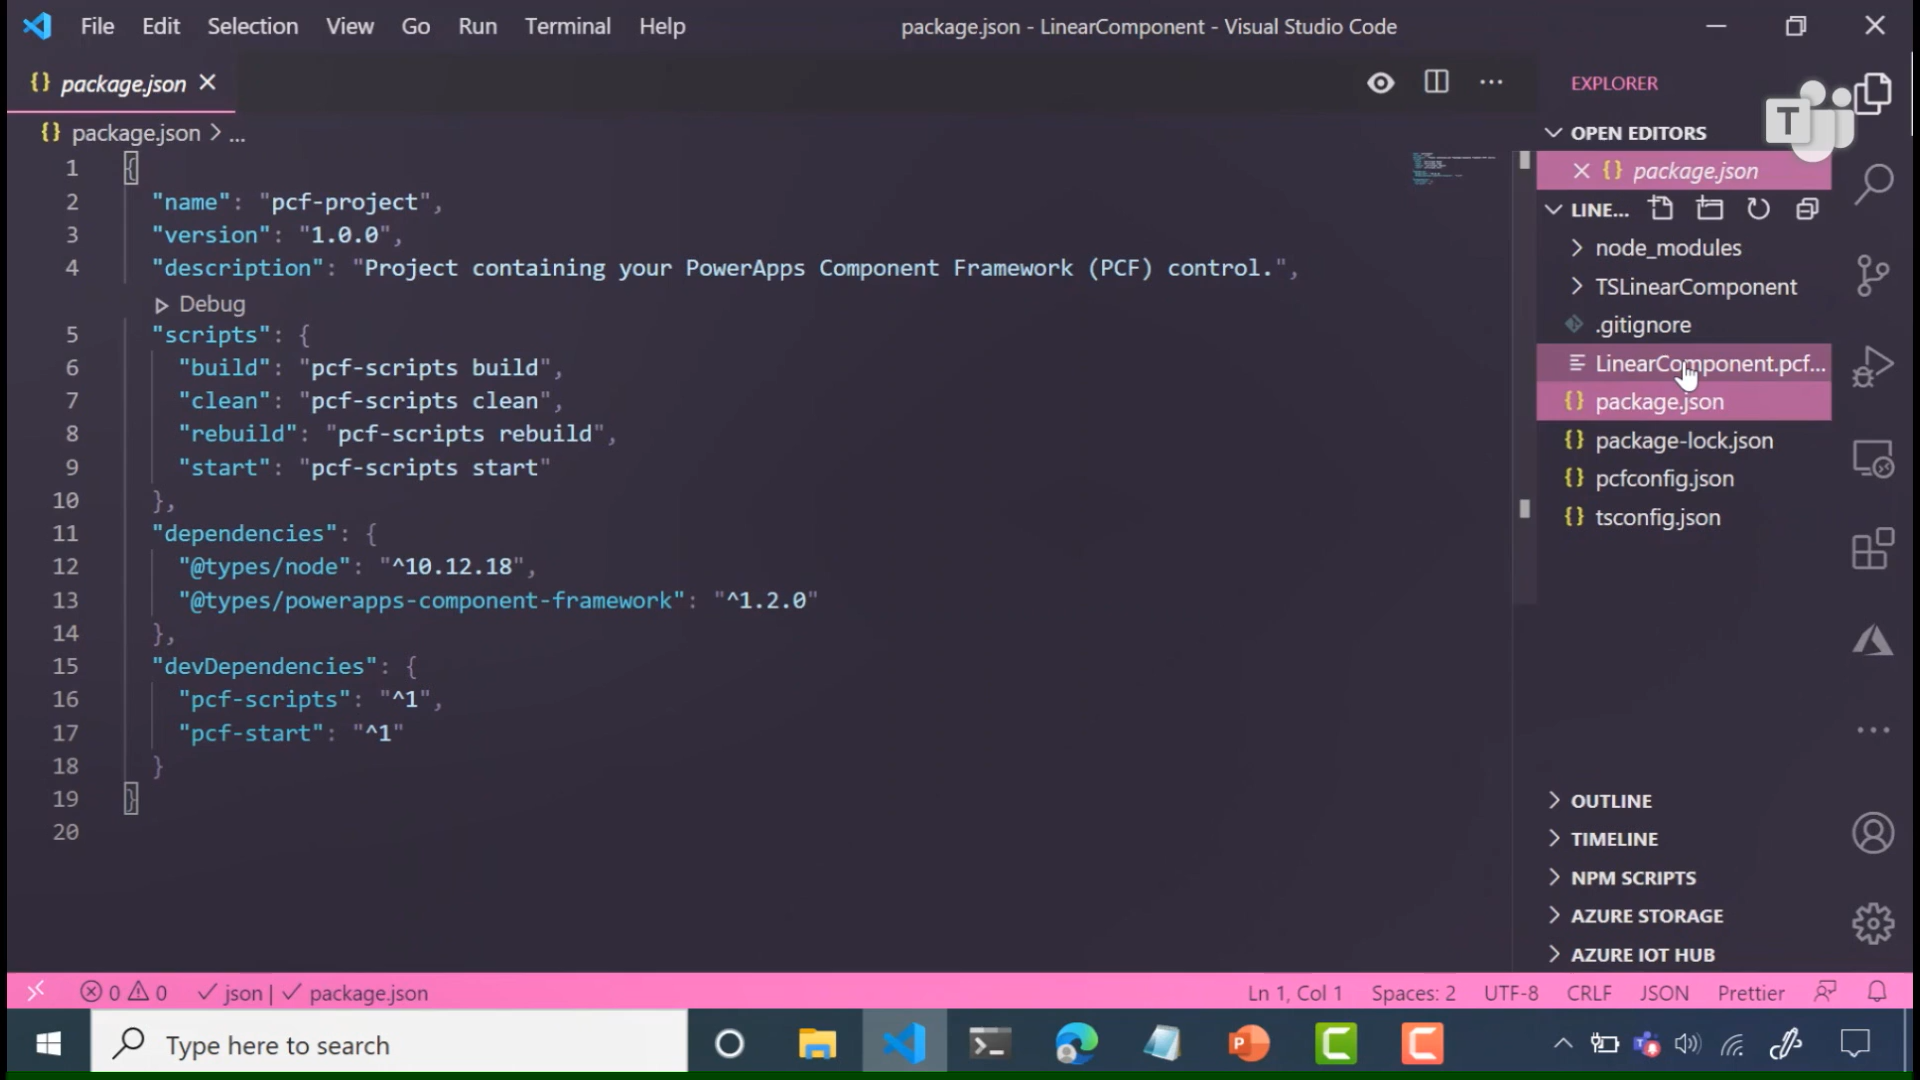 File Edit Selection View Go Run Terminal Help
package.json - LinearComponent - Visual Studio Code
{} package.json
{} package.json > ...
1 {
2 "name": "pcf-project",
3 "version": "1.0.0",
4 "description": "Project containing your PowerApps Component Framework (PCF) control.",
Debug
5 "scripts": {
6 "build": "pcf-scripts build",
7 "clean": "pcf-scripts clean",
8 "rebuild": "pcf-scripts rebuild",
9 "start": "pcf-scripts start"
10 },
11 "dependencies": {
12 "@types/node": "^10.12.18",
13 "@types/powerapps-component-framework": "^1.2.0"
14 },
15 "devDependencies": {
16 "pcf-scripts": "^1",
17 "pcf-start": "^1"
18 }
19 }
20
EXPLORER
T
OPEN EDITORS
{} package.json
LINE...
node_modules
TSLinearComponent
.gitignore
LinearComponent.pcf...
{} package.json
{} package-lock.json
{} pcfconfig.json
{} tsconfig.json
OUTLINE
TIMELINE
NPM SCRIPTS
AZURE STORAGE
AZURE IOT HUB
0 0 json | package.json
Ln 1, Col 1 Spaces: 2 UTF-8 CRLF JSON Prettier
Type here to search